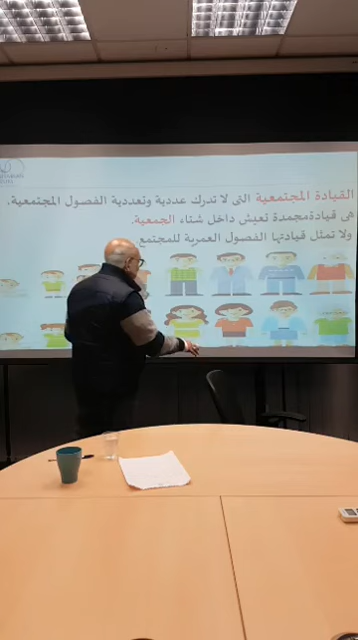 القيادة المجتمعية التى لا تدرك عددية وتعددية الفصول المجتمعية.
هى قيادة مجمدة تعيش داخل شتاء الجمعية.
ولا تمثل قيادتها الفصول العمرية للمجتمع